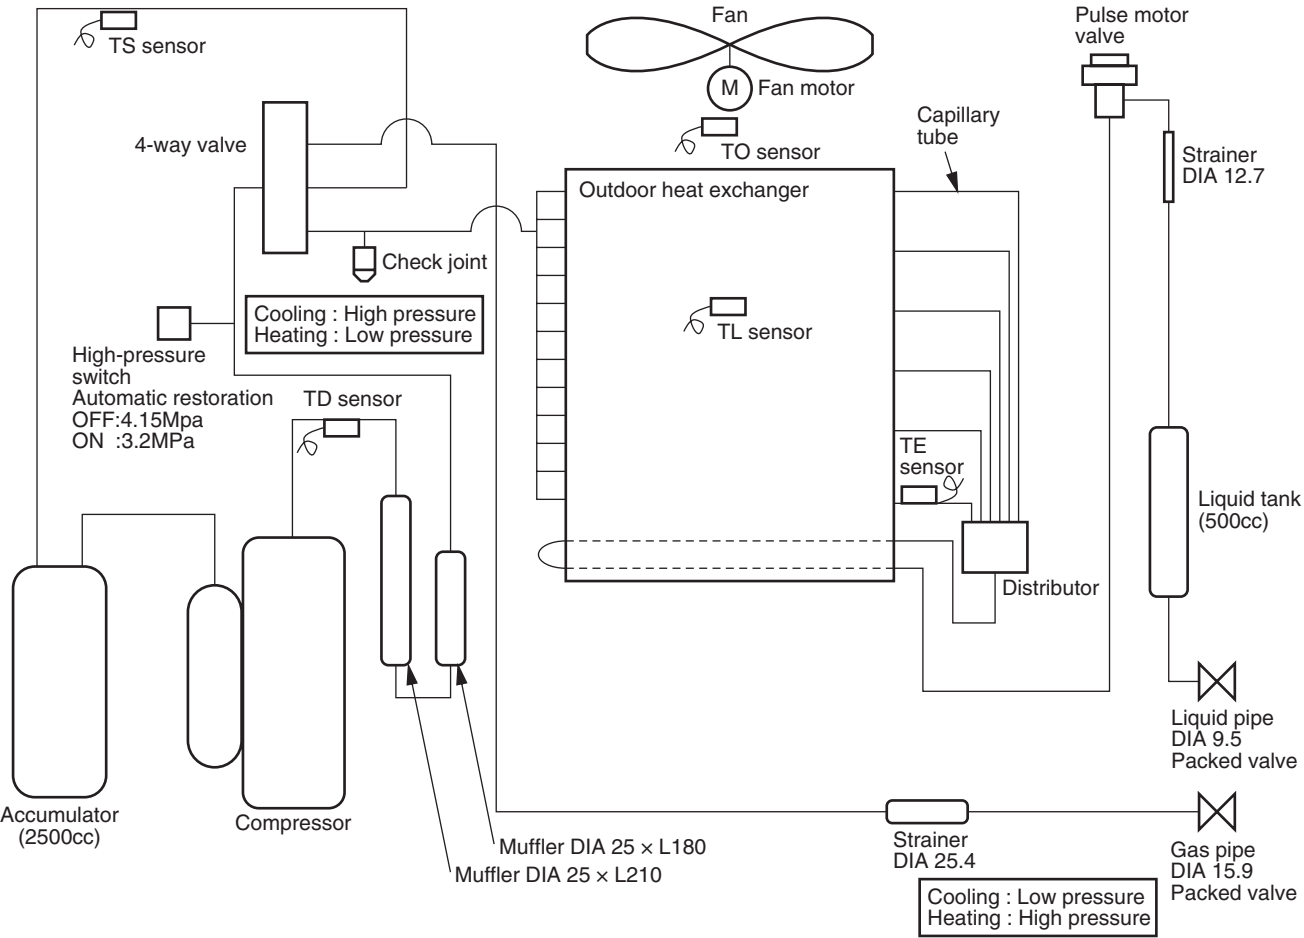 Fan
Pulse motor
valve
TS sensor
M
Fan motor
Capillary
tube
4-way valve
TO sensor
Strainer
DIA 12.7
Outdoor heat exchanger
Check joint
Cooling : High pressure
Heating : Low pressure
TL sensor
High-pressure
switch
Automatic restoration
OFF:4.15Mpa
ON :3.2MPa
TD sensor
TE
sensor
Liquid tank
(500cc)
Distributor
Liquid pipe
DIA 9.5
Packed valve
Accumulator
(2500cc)
Compressor
Muffler DIA 25 × L180
Muffler DIA 25 × L210
Strainer
DIA 25.4
Gas pipe
DIA 15.9
Packed valve
Cooling : Low pressure
Heating : High pressure